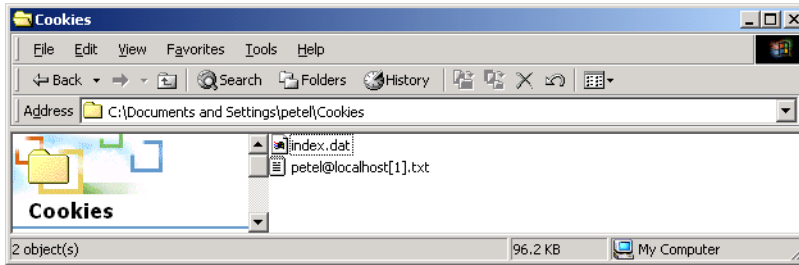 Cookies
File Edit View Favorites Tools Help
Back Search Folders History
Address C:\Documents and Settings\petel\Cookies
index.dat
petel@localhost[1].txt
Cookies
2 object(s) 96.2 KB My Computer